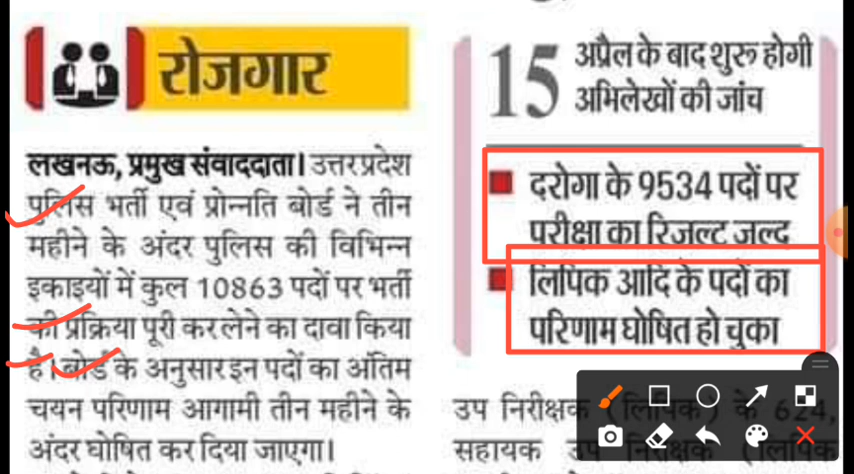 रोजगार
लखनऊ, प्रमुख संवाददाता। उत्तर प्रदेश
पुलिस भर्ती एवं प्रोन्नति बोर्ड ने तीन
महीने के अंदर पुलिस की विभिन्न
इकाइयों में कुल 10863 पदों पर भर्ती
की प्रक्रिया पूरी कर लेने का दावा किया
है। बोर्ड के अनुसार इन पदों का अंतिम
चयन परिणाम आगामी तीन महीने के
अंदर घोषित कर दिया जाएगा।
15 अप्रैल के बाद शुरू होगी
अभिलेखों की जांच
दरोगा के 9534 पदों पर
परीक्षा का रिजल्ट जल्द
लिपिक आदि के पदों का
परिणाम घोषित हो चुका
उप निरीक्षक (लिपिक) के 624,
सहायक उप निरीक्षक (लिपिक